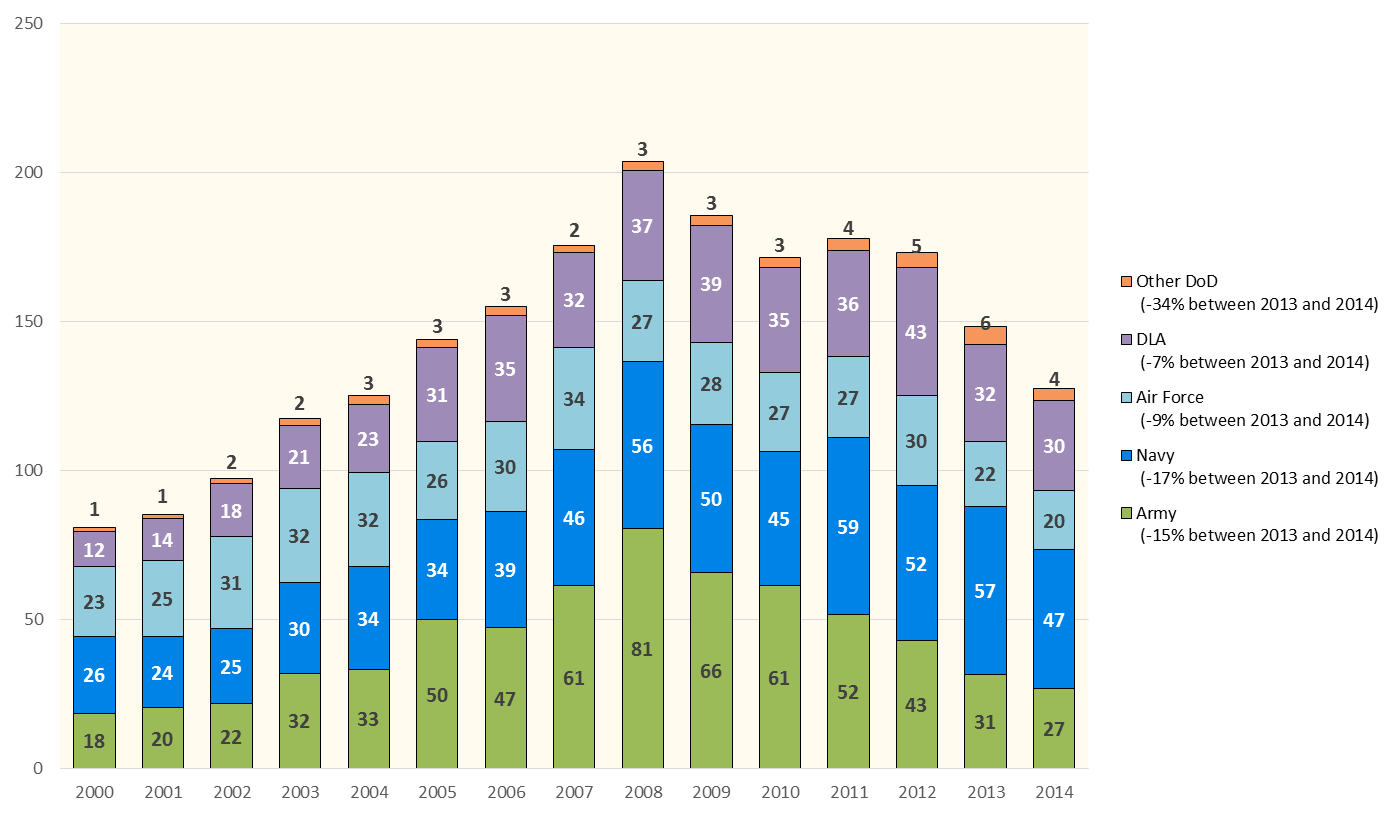 250
200
150
100
50
0
1 1 2 2 3 3 3 2 3 3 3 4 5 6 4
12 14 18 21 23 31 35 32 37 39 35 36 43 32 30
23 25 31 32 32 26 30 34 27 28 27 27 30 22 20
26 24 25 30 34 34 39 46 56 50 45 59 52 57 47
18 20 22 32 33 50 47 61 81 66 61 52 43 31 27
2000 2001 2002 2003 2004 2005 2006 2007 2008 2009 2010 2011 2012 2013 2014
Other DoD
(-34% between 2013 and 2014)
DLA
(-7% between 2013 and 2014)
Air Force
(-9% between 2013 and 2014)
Navy
(-17% between 2013 and 2014)
Army
(-15% between 2013 and 2014)